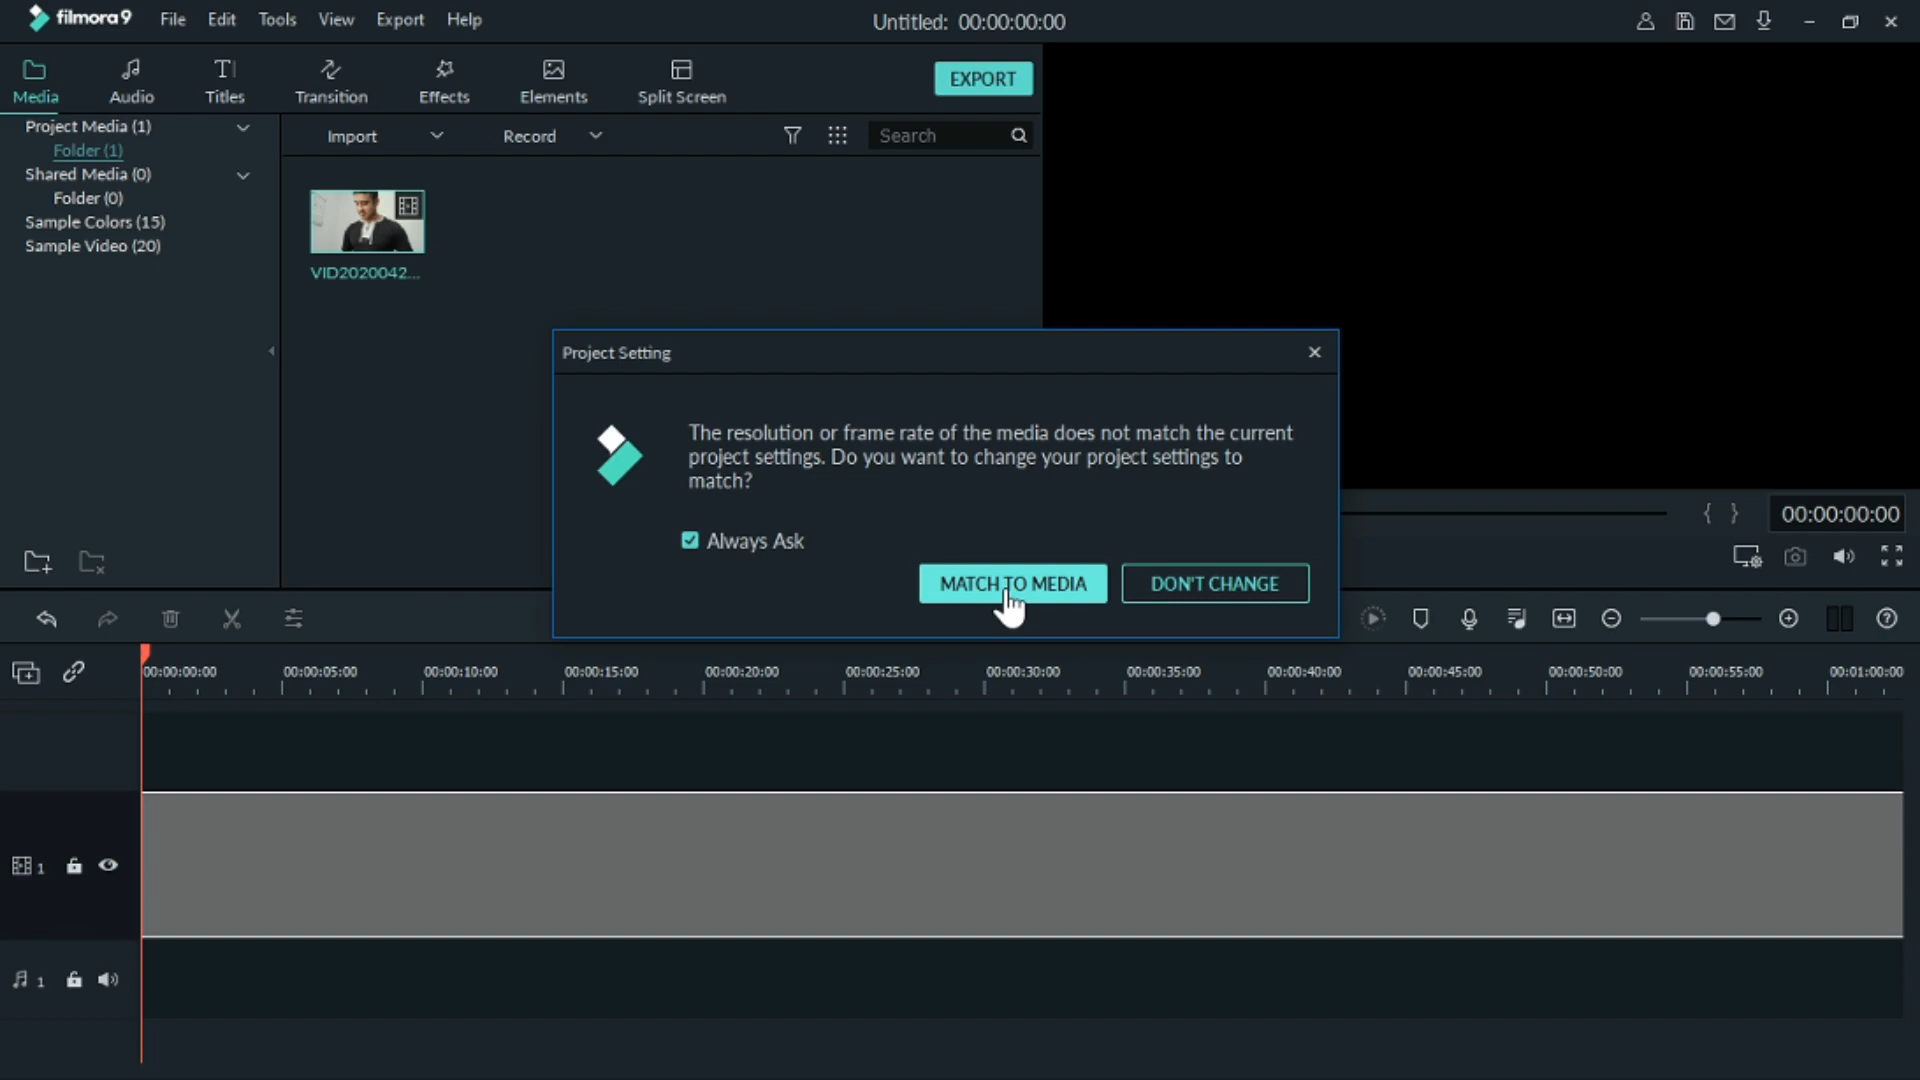 filmora9 File Edit Tools View Export Help Untitled: 00:00:00:00
Media Audio Titles Transition Effects Elements Split Screen EXPORT
Project Media (1)
Folder (1)
Shared Media (0)
Folder (0)
Sample Colors (15)
Sample Video (20)
Import Record Search
VID2020042...
Project Setting
The resolution or frame rate of the media does not match the current
project settings. Do you want to change your project settings to
match?
Always Ask
MATCH TO MEDIA DON'T CHANGE
{ } 00:00:00:00
00:00:00:00 00:00:05:00 00:00:10:00 00:00:15:00 00:00:20:00 00:00:25:00 00:00:30:00 00:00:35:00 00:00:40:00 00:00:45:00 00:00:50:00 00:00:55:00 00:01:00:00
1
1